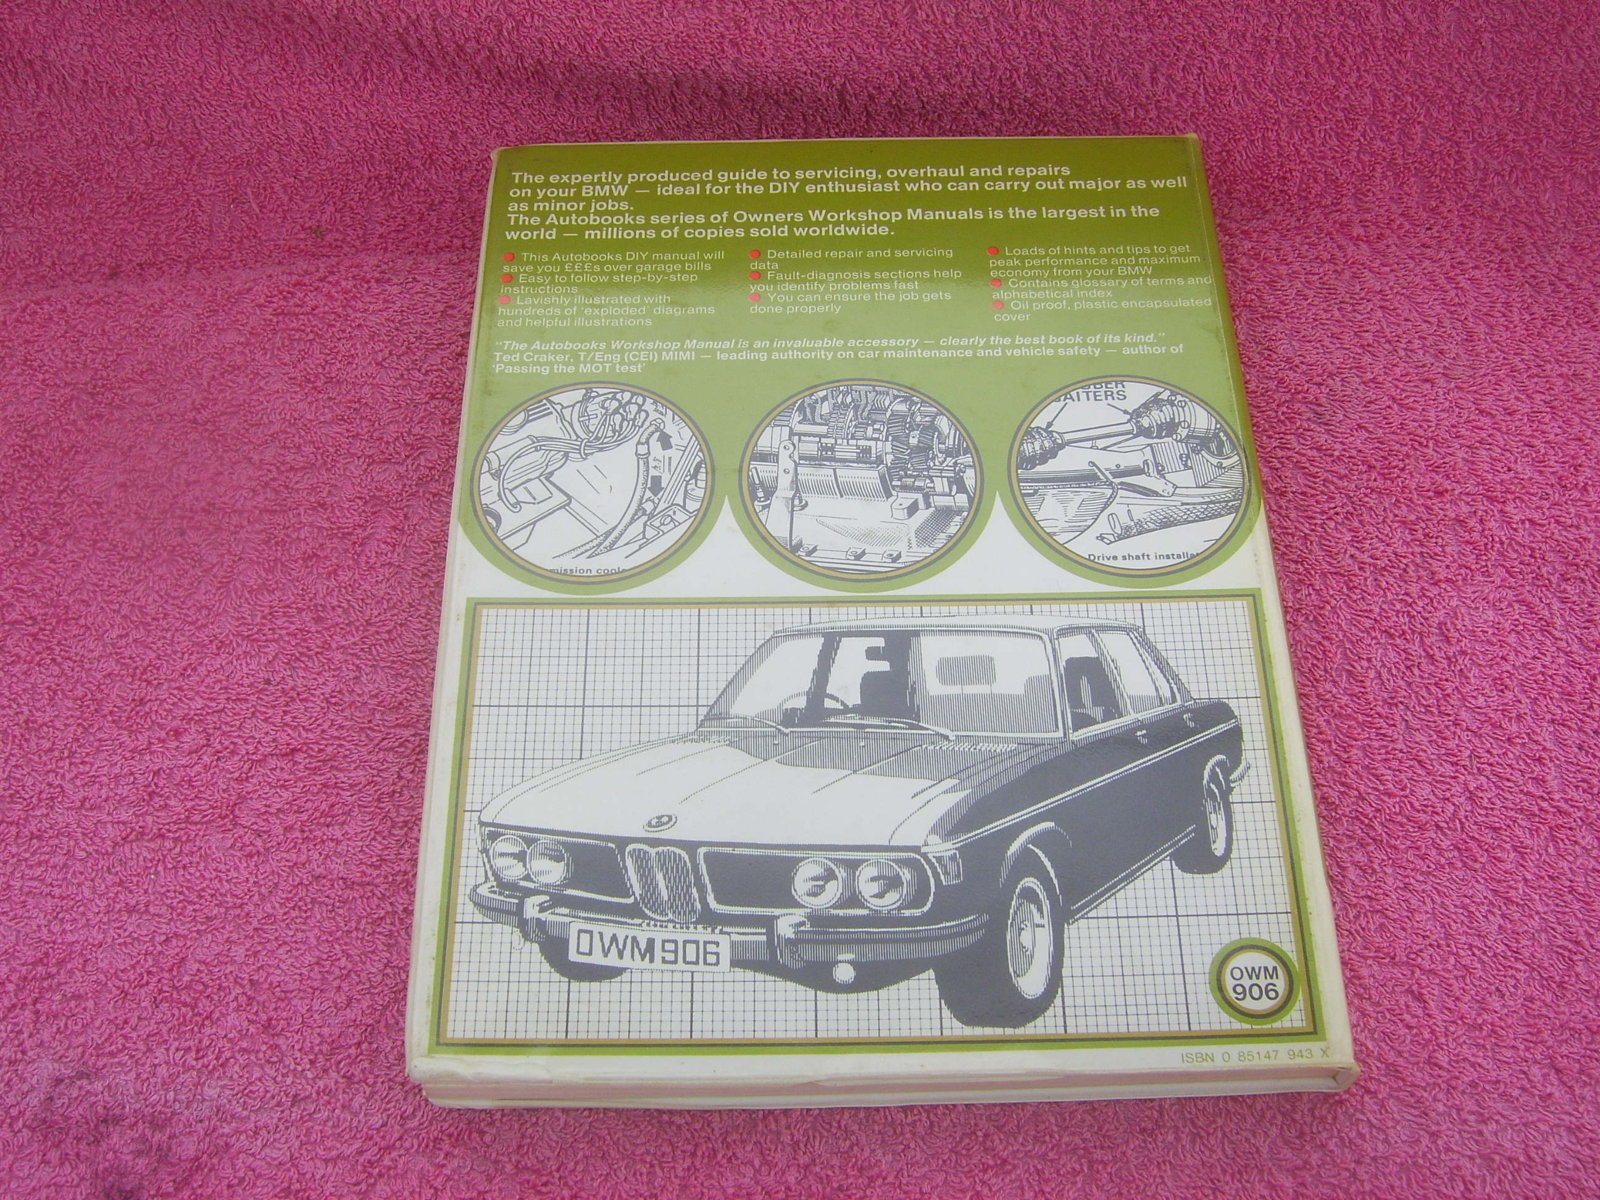 The expertly produced guide to servicing, overhaul and repairs
on your BMW — ideal for the DIY enthusiast who can carry out major as well
as minor jobs.
The Autobooks series of Owners Workshop Manuals is the largest in the
world — millions of copies sold worldwide.
This Autobooks DIY manual will
save you £££s over garage bills
Easy to follow step-by-step
instructions
Lavishly illustrated with
hundreds of 'exploded' diagrams
and helpful illustrations
Detailed repair and servicing
data
Fault-diagnosis sections help
you identify problems fast
You can ensure the job gets
done properly
Loads of hints and tips to get
peak performance and maximum
economy from your BMW
Contains glossary of terms and
alphabetical index
Oil proof, plastic encapsulated
cover
"The Autobooks Workshop Manual is an invaluable accessory — clearly the best book of its kind."
Ted Craker, T/Eng (CEI) MIMI — leading authority on car maintenance and vehicle safety — author of
'Passing the MOT test'
BBER
AITERS
mission coole
Drive shaft installat
OWM906
OWM
906
ISBN 0 85147 943 X